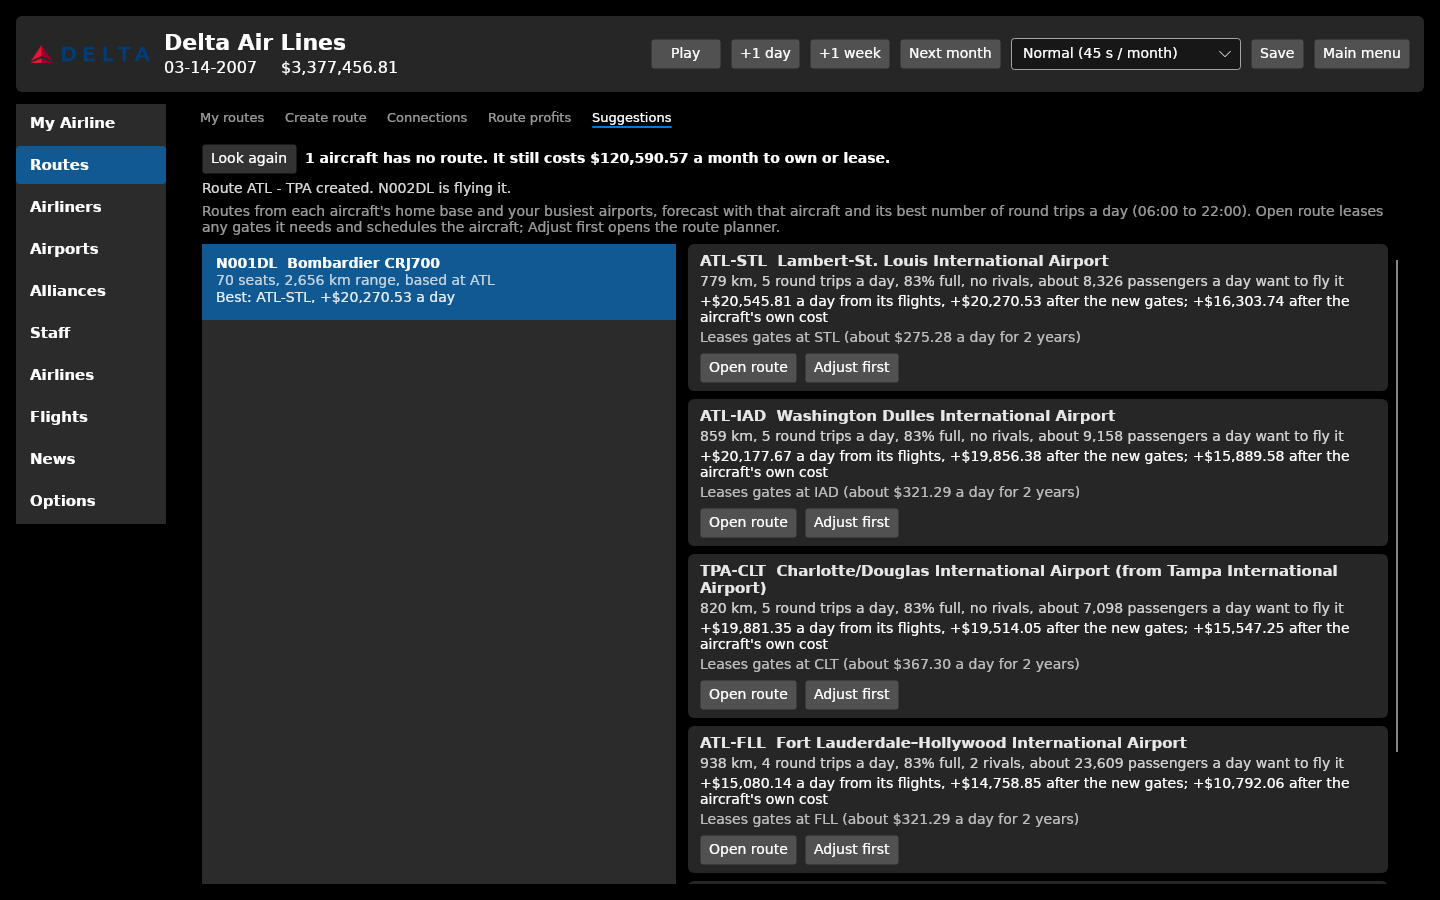 DELTA
Delta Air Lines
03-14-2007 $3,377,456.81
Play
+1 day
+1 week
Next month
Normal (45 s / month)
Save
Main menu
My Airline
Routes
Airliners
Airports
Alliances
Staff
Airlines
Flights
News
Options
My routes
Create route
Connections
Route profits
Suggestions
Look again
1 aircraft has no route. It still costs $120,590.57 a month to own or lease.
Route ATL - TPA created. N002DL is flying it.
Routes from each aircraft's home base and your busiest airports, forecast with that aircraft and its best number of round trips a day (06:00 to 22:00). Open route leases
any gates it needs and schedules the aircraft; Adjust first opens the route planner.
N001DL Bombardier CRJ700
70 seats, 2,656 km range, based at ATL
Best: ATL-STL, +$20,270.53 a day
ATL-STL Lambert-St. Louis International Airport
779 km, 5 round trips a day, 83% full, no rivals, about 8,326 passengers a day want to fly it
+$20,545.81 a day from its flights, +$20,270.53 after the new gates; +$16,303.74 after the
aircraft's own cost
Leases gates at STL (about $275.28 a day for 2 years)
Open route
Adjust first
ATL-IAD Washington Dulles International Airport
859 km, 5 round trips a day, 83% full, no rivals, about 9,158 passengers a day want to fly it
+$20,177.67 a day from its flights, +$19,856.38 after the new gates; +$15,889.58 after the
aircraft's own cost
Leases gates at IAD (about $321.29 a day for 2 years)
Open route
Adjust first
TPA-CLT Charlotte/Douglas International Airport (from Tampa International
Airport)
820 km, 5 round trips a day, 83% full, no rivals, about 7,098 passengers a day want to fly it
+$19,881.35 a day from its flights, +$19,514.05 after the new gates; +$15,547.25 after the
aircraft's own cost
Leases gates at CLT (about $367.30 a day for 2 years)
Open route
Adjust first
ATL-FLL Fort Lauderdale–Hollywood International Airport
938 km, 4 round trips a day, 83% full, 2 rivals, about 23,609 passengers a day want to fly it
+$15,080.14 a day from its flights, +$14,758.85 after the new gates; +$10,792.06 after the
aircraft's own cost
Leases gates at FLL (about $321.29 a day for 2 years)
Open route
Adjust first